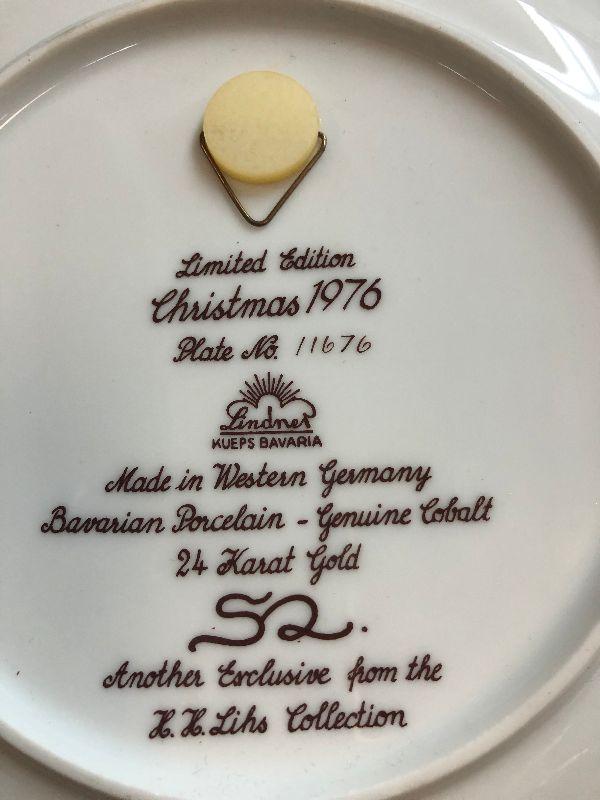 Limited Edition
Christmas 1976
Plate No. 11676
Lindner
KUEPS BAVARIA
Made in Western Germany
Bavarian Porcelain - Genuine Cobalt
24 Karat Gold
Another Exclusive from the
H. H. Lihs Collection